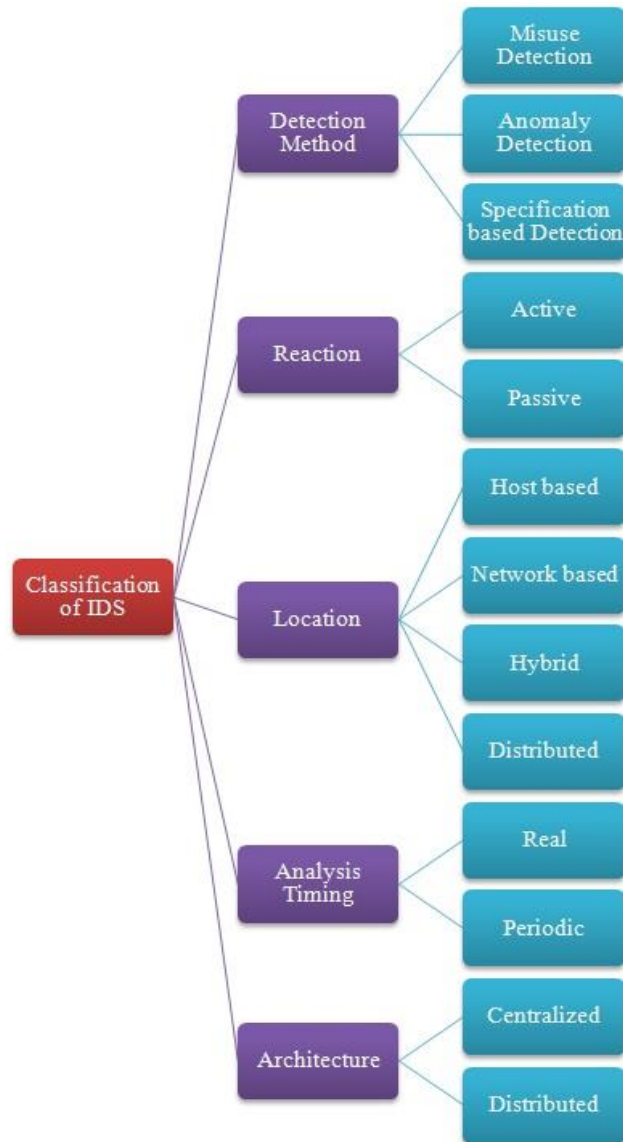 Misuse
Detection
Detection
Method
Anomaly
Detection
Specification
based Detection
Active
Reaction
Passive
Host based
Classification
of IDS
Network based
Location
Hybrid
Distributed
Real
Analysis
Timing
Periodic
Centralized
Architecture
Distributed